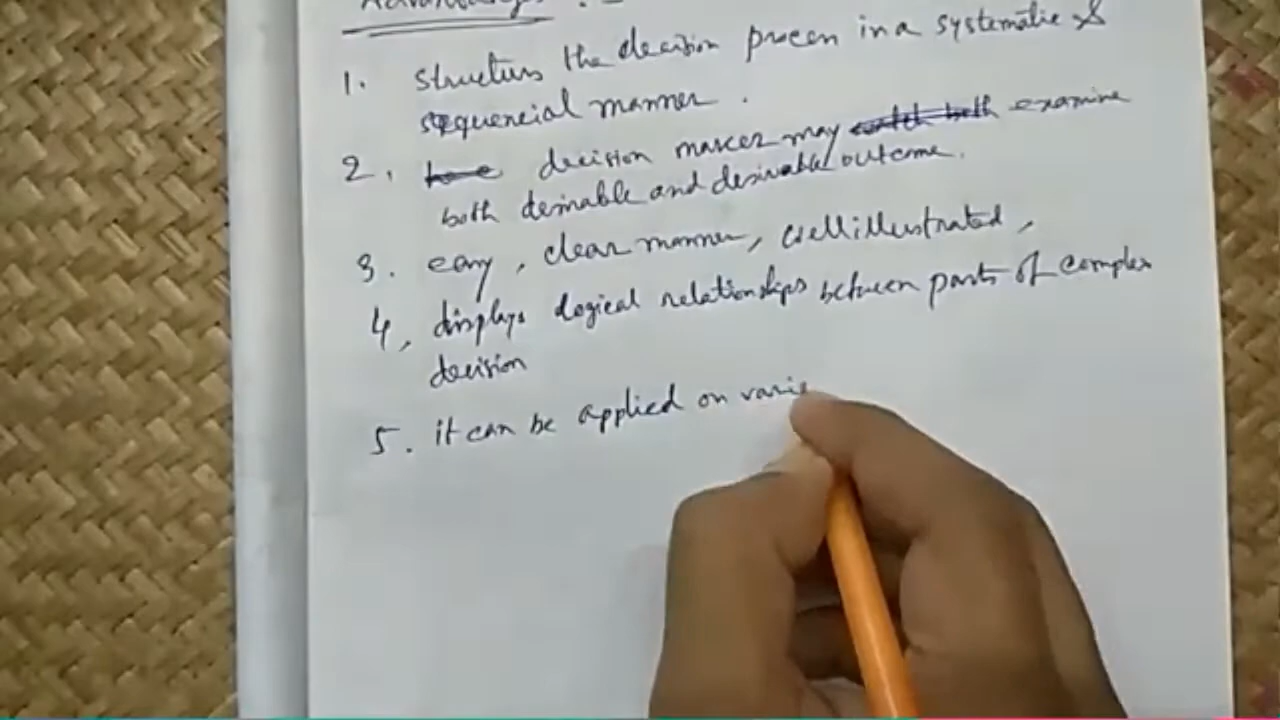 Advantages : -
1. structurs the decision process in a systematic &
sequencial manner .
2. decision maker may examine
both desirable and desirable outcome.
3. easy , clear manner, well illustrated ,
4, displays logical relationships between parts of complex
decision
5. it can be applied on vario